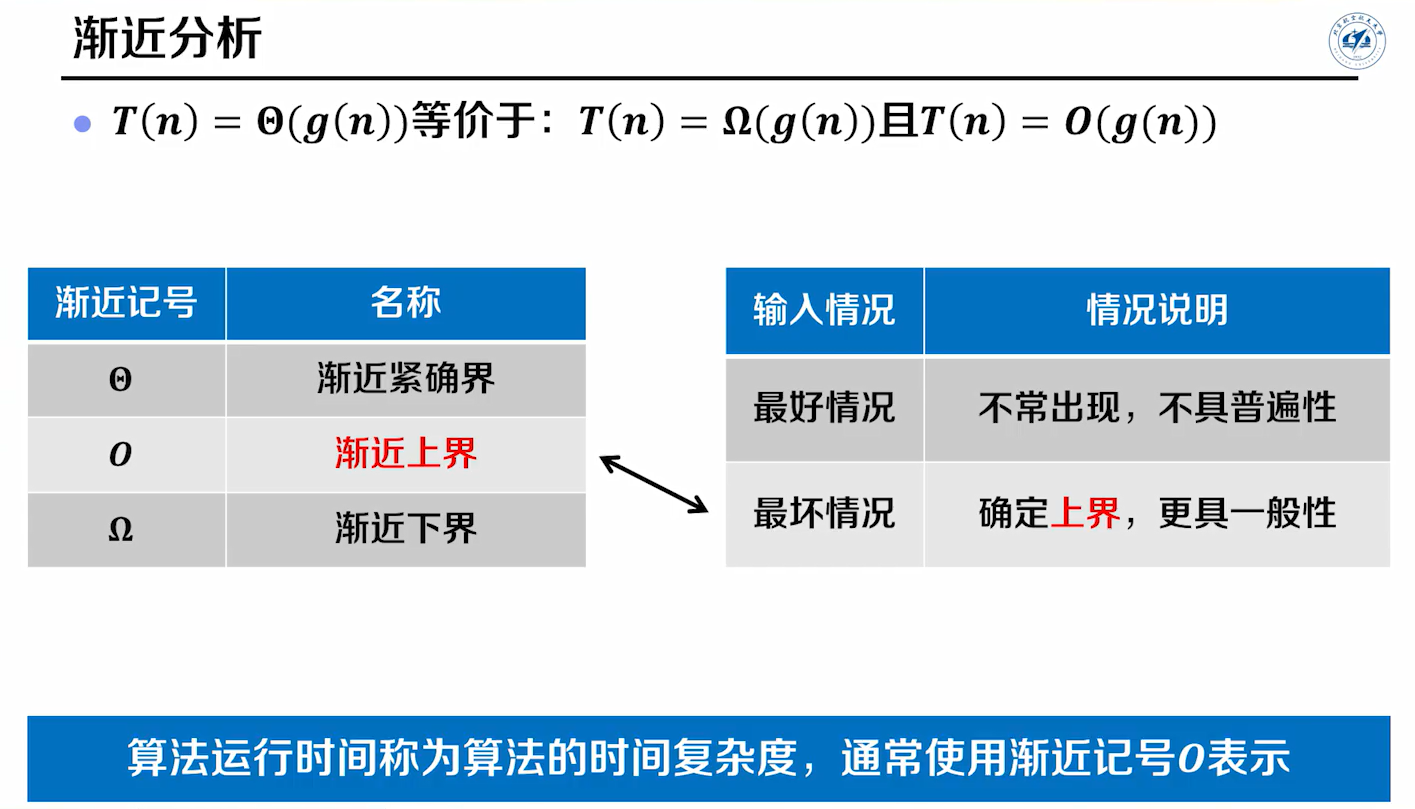 渐近分析
T(n) = Θ(g(n))等价于：T(n) = Ω(g(n))且T(n) = O(g(n))
渐近记号 名称
Θ 渐近紧确界
O 渐近上界
Ω 渐近下界
输入情况 情况说明
最好情况 不常出现，不具普遍性
最坏情况 确定上界，更具一般性
算法运行时间称为算法的时间复杂度，通常使用渐近记号O表示